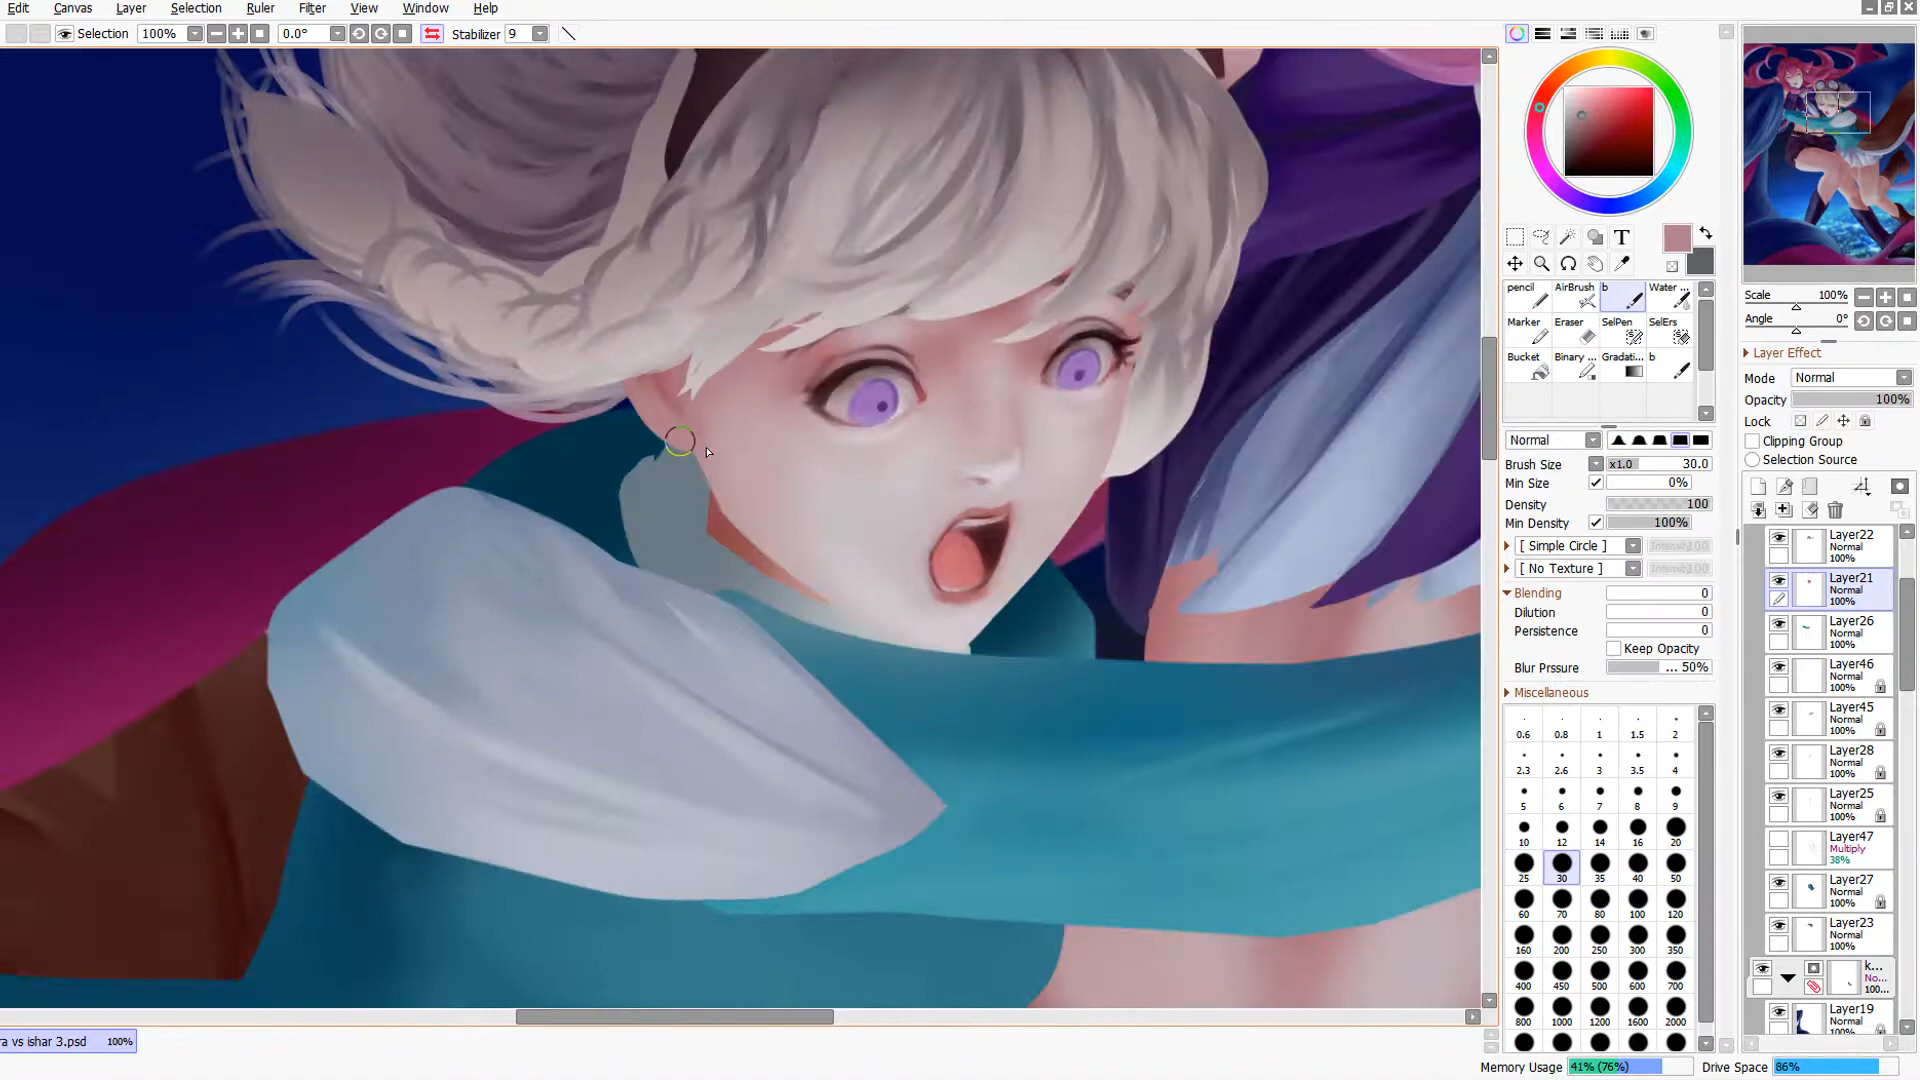 Edit Canvas Layer Selection Ruler Filter View Window Help
Selection 100% 0.0° Stabilizer 9
T
pencil AirBrush b Water ...
Marker Eraser SelPen SelErs
Bucket Binary ... Gradati... b
Normal
Brush Size x1.0 30.0
Min Size 0%
Density 100
Min Density 100%
[ Simple Circle ]
[ No Texture ]
Blending 0
Dilution 0
Persistence 0
Keep Opacity
Blur Prssure ... 50%
Miscellaneous
0.6 0.8 1 1.5 2
2.3 2.6 3 3.5 4
5 6 7 8 9
10 12 14 16 20
25 30 35 40 50
60 70 80 100 120
160 200 250 300 350
400 450 500 600 700
800 1000 1200 1600 2000
Scale 100%
Angle 0°
Layer Effect
Mode Normal
Opacity 100%
Lock
Clipping Group
Selection Source
Layer22
Normal
100%
Layer21
Normal
100%
Layer26
Normal
100%
Layer46
Normal
100%
Layer45
Normal
100%
Layer28
Normal
100%
Layer25
Normal
100%
Layer47
Multiply
38%
Layer27
Normal
100%
Layer23
Normal
100%
k...
No...
100...
Layer19
Normal
100%
ra vs ishar 3.psd 100%
Memory Usage 41% (76%) Drive Space 86%